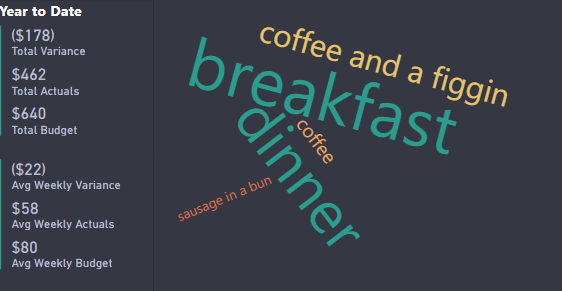 Year to Date
($178)
Total Variance
$462
Total Actuals
$640
Total Budget
($22)
Avg Weekly Variance
$58
Avg Weekly Actuals
$80
Avg Weekly Budget
coffee and a figgin
breakfast
dinner
coffee
sausage in a bun